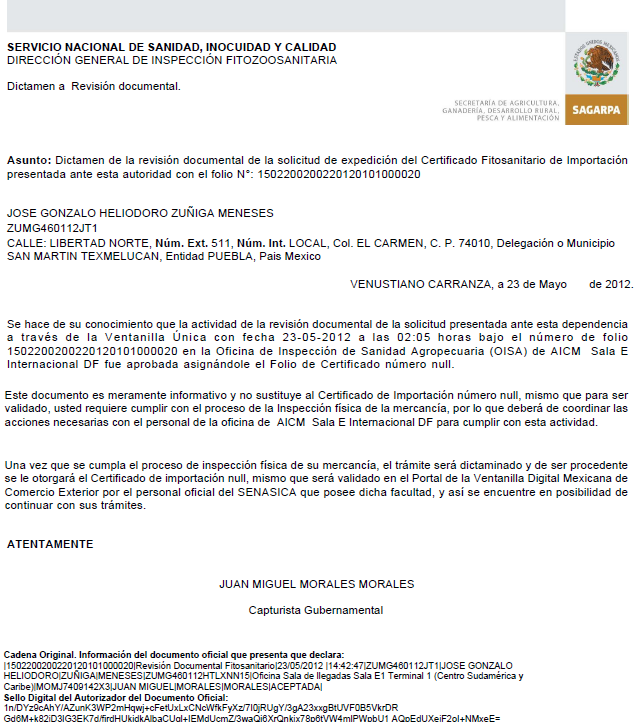 SERVICIO NACIONAL DE SANIDAD, INOCUIDAD Y CALIDAD
DIRECCIÓN GENERAL DE INSPECCIÓN FITOZOOSANITARIA
Dictamen a Revisión documental.
SECRETARÍA DE AGRICULTURA,
GANADERÍA, DESARROLLO RURAL,
PESCA Y ALIMENTACIÓN
SAGARPA
Asunto: Dictamen de la revisión documental de la solicitud de expedición del Certificado Fitosanitario de Importación
presentada ante esta autoridad con el folio N°: 1502200200220120101000020
JOSE GONZALO HELIODORO ZUÑIGA MENESES
ZUMG460112JT1
CALLE: LIBERTAD NORTE, Núm. Ext. 511, Núm. Int. LOCAL, Col. EL CARMEN, C. P. 74010, Delegación o Municipio
SAN MARTIN TEXMELUCAN, Entidad PUEBLA, Pais Mexico
VENUSTIANO CARRANZA, a 23 de Mayo de 2012.
Se hace de su conocimiento que la actividad de la revisión documental de la solicitud presentada ante esta dependencia
a través de la Ventanilla Única con fecha 23-05-2012 a las 02:05 horas bajo el número de folio
1502200200220120101000020 en la Oficina de Inspección de Sanidad Agropecuaria (OISA) de AICM Sala E
Internacional DF fue aprobada asignándole el Folio de Certificado número null.
Este documento es meramente informativo y no sustituye al Certificado de Importación número null, mismo que para ser
validado, usted requiere cumplir con el proceso de la Inspección física de la mercancía, por lo que deberá de coordinar las
acciones necesarias con el personal de la oficina de AICM Sala E Internacional DF para cumplir con esta actividad.
Una vez que se cumpla el proceso de inspección física de su mercancía, el trámite será dictaminado y de ser procedente
se le otorgará el Certificado de importación null, mismo que será validado en el Portal de la Ventanilla Digital Mexicana de
Comercio Exterior por el personal oficial del SENASICA que posee dicha facultad, y así se encuentre en posibilidad de
continuar con sus trámites.
ATENTAMENTE
JUAN MIGUEL MORALES MORALES
Capturista Gubernamental
Cadena Original. Información del documento oficial que presenta que declara:
|1502200200220120101000020|Revisión Documental Fitosanitario|23/05/2012 |14:42:47|ZUMG460112JT1|JOSE GONZALO
HELIODORO|ZUÑIGA|MENESES|ZUMG460112HTLXNN15|Oficina Sala de llegadas Sala E1 Terminal 1 (Centro Sudamérica y
Caribe)|MOMJ7409142X3|JUAN MIGUEL|MORALES|MORALES|ACEPTADA|
Sello Digital del Autorizador del Documento Oficial: